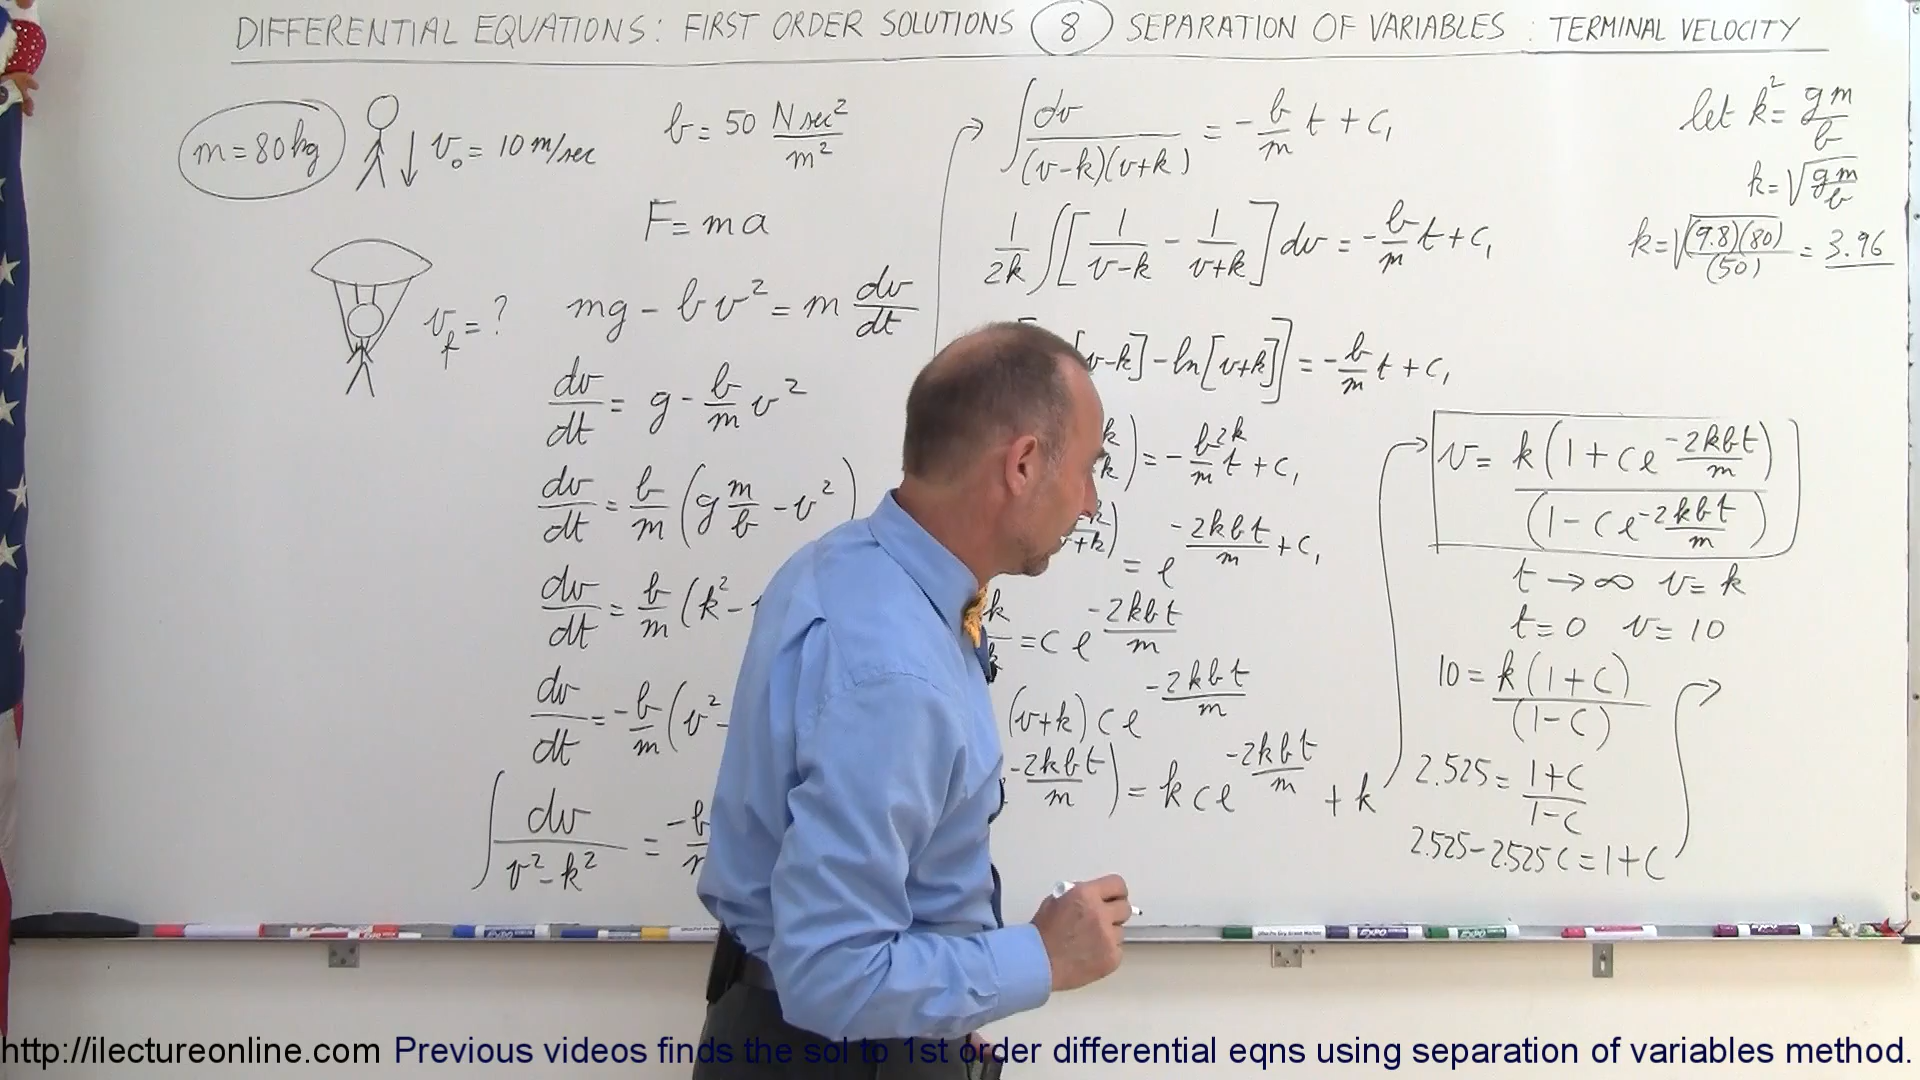 DIFFERENTIAL EQUATIONS: FIRST ORDER SOLUTIONS 8 SEPARATION OF VARIABLES : TERMINAL VELOCITY
m = 80 kg
v₀ = 10 m/sec
b = 50 N sec²/m²
F = ma
v_f = ?
mg - bv² = m dv/dt
dv/dt = g - b/m v²
dv/dt = b/m (g m/b - v²)
dv/dt = b/m (k² -
dv/dt = -b/m (v² -
∫ dv/(v² - k²) = -b
∫ dv/((v-k)(v+k)) = -b/m t + C₁
1/2k ∫ [1/(v-k) - 1/(v+k)] dv = -b/m t + C₁
v-k] - ln[v+k]] = -b/m t + C₁
k/k) = -b2k/m t + C₁
v+k) = e^(-2kbt/m + C₁)
k = C e^(-2kbt/m)
(v+k) C e^(-2kbt/m)
-2kbt/m) = k C e^(-2kbt/m) + k
let k² = gm/b
k = √(gm/b)
k = √((9.8)(80)/(50)) = 3.96
v = k(1 + C e^(-2kbt/m))/(1 - C e^(-2kbt/m))
t → ∞ v = k
t = 0 v = 10
10 = k(1+C)/(1-C)
2.525 = (1+C)/(1-C)
2.525 - 2.525C = 1+C
EXPO
EXPO
EXPO
http://ilectureonline.com Previous videos finds the sol to 1st order differential eqns using separation of variables method.